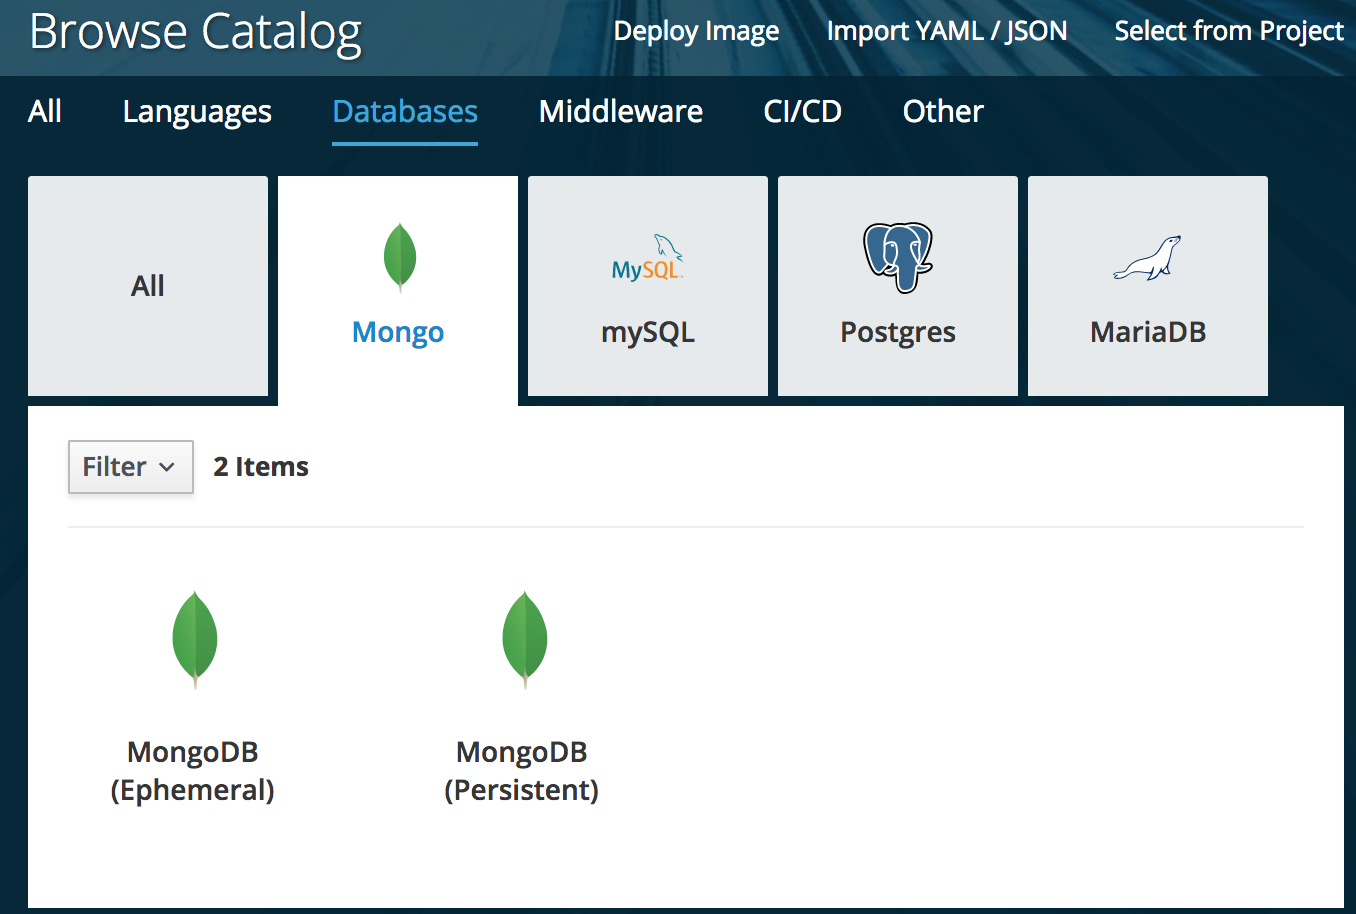 Browse Catalog
Deploy Image Import YAML / JSON Select from Project
All Languages Databases Middleware CI/CD Other
MySQL
All
Mongo mySQL Postgres MariaDB
Filter 2 Items
MongoDB
(Ephemeral)
MongoDB
(Persistent)